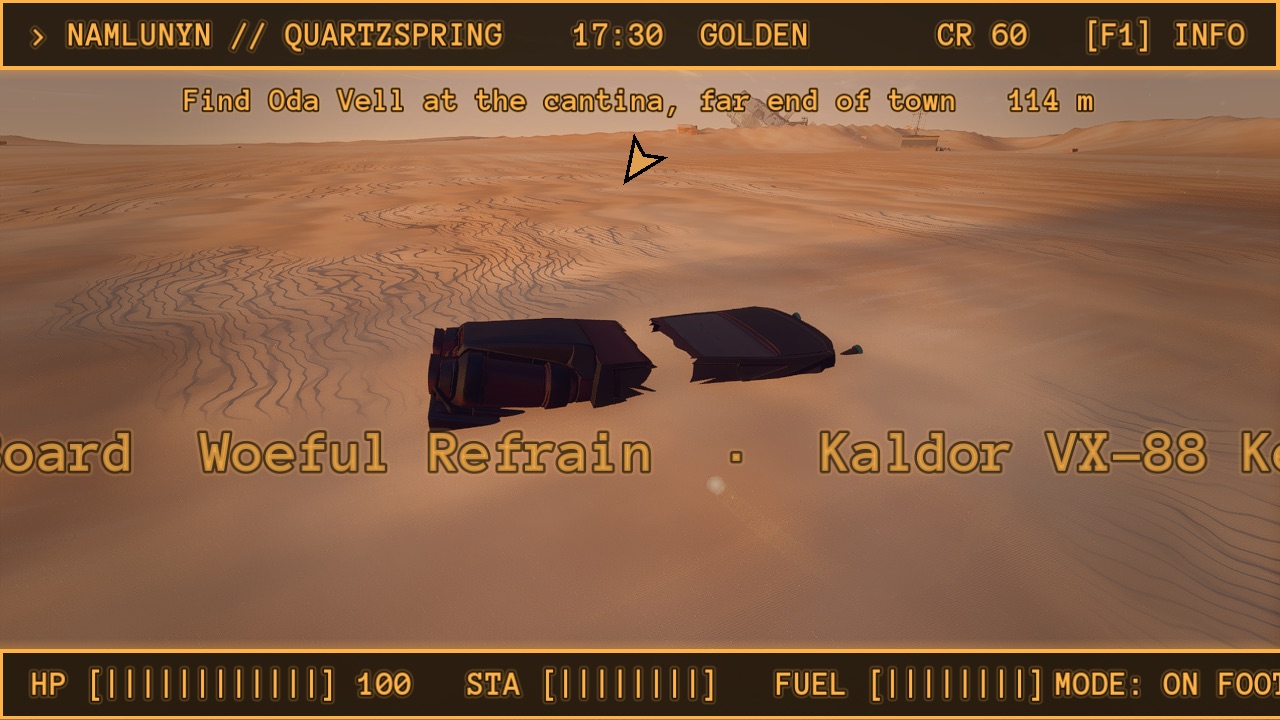 › NAMLUNYN // QUARTZSPRING 17:30 GOLDEN CR 60 [F1] INFO
Find Oda Vell at the cantina, far end of town 114 m
Woeful Refrain · Kaldor VX-88
HP [||||||||||||] 100 STA [||||||||] FUEL [||||||||] MODE: ON FOOT